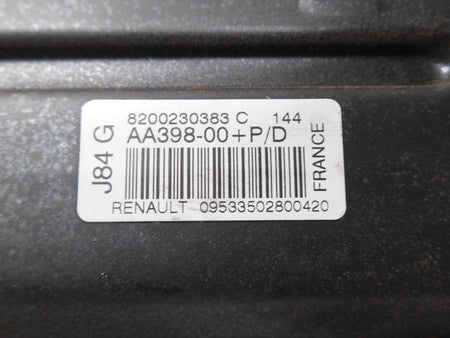 J84 G
8200230383 C 144
AA398-00+P/D
RENAULT 09533502800420
FRANCE